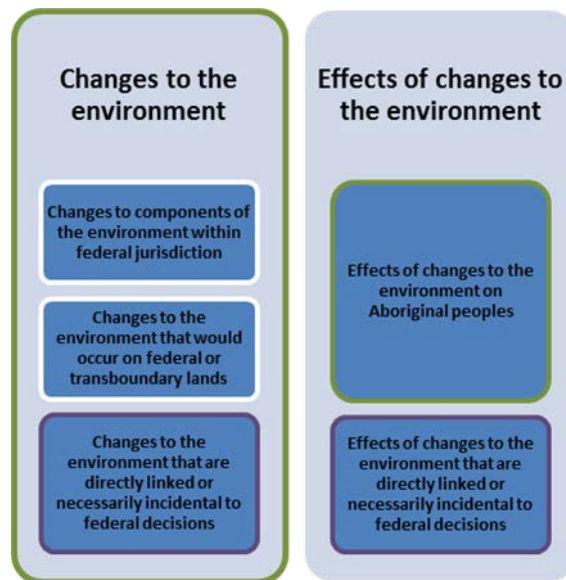 Changes to the
environment
Changes to components of
the environment within
federal jurisdiction
Changes to the
environment that would
occur on federal or
transboundary lands
Changes to the
environment that are
directly linked or
necessarily incidental to
federal decisions
Effects of changes to
the environment
Effects of changes to the
environment on
Aboriginal peoples
Effects of changes to the
environment that are
directly linked or
necessarily incidental to
federal decisions